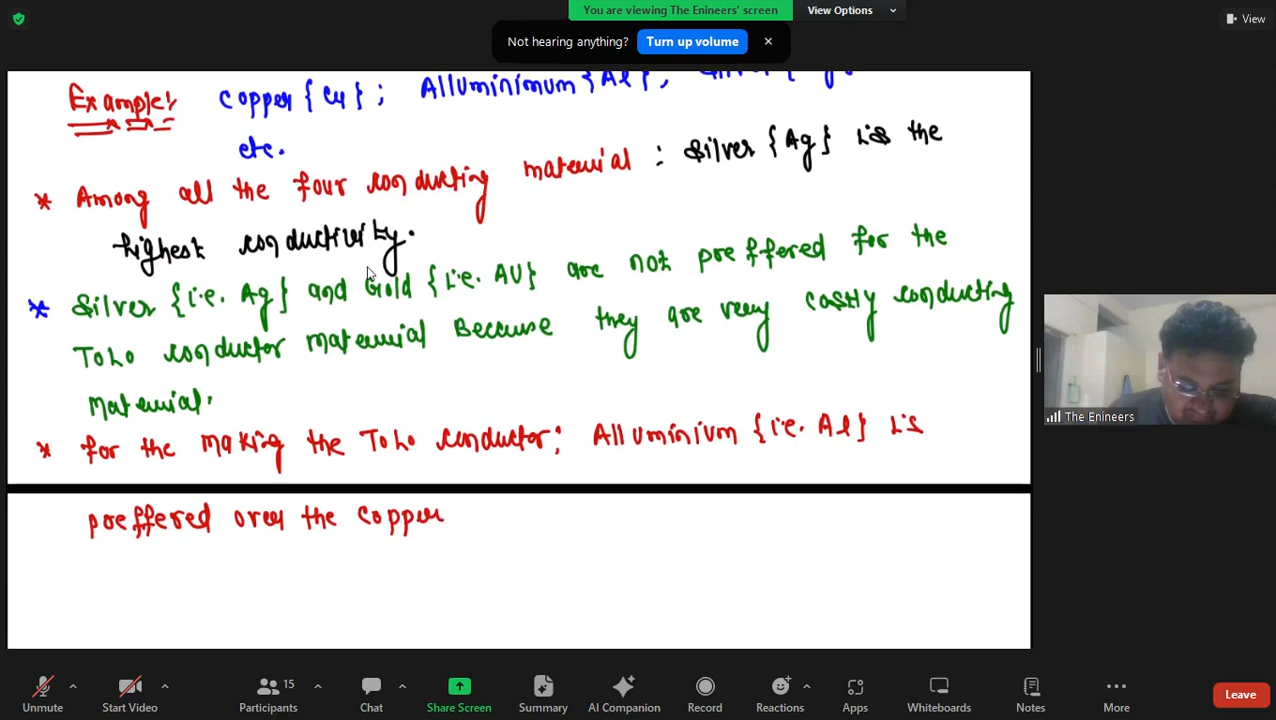 You are viewing The Enineers' screen
View Options
View
Not hearing anything?
Turn up volume
Example:
Copper {Cu} ; Alluminimum {Al} ;
etc.
* Among all the four conducting material : Silver {Ag} is the
highest conductivity.
* Silver {i.e. Ag} and Gold {i.e. AU} are not preffered for the
ToLo conductor material Because they are very costly conducting
Material.
* for the Making the ToLo conductor; Alluminium {i.e. Al} is
preffered over the Copper
The Enineers
Unmute
Start Video
15
Participants
Chat
Share Screen
Summary
AI Companion
Record
Reactions
Apps
Whiteboards
Notes
More
Leave